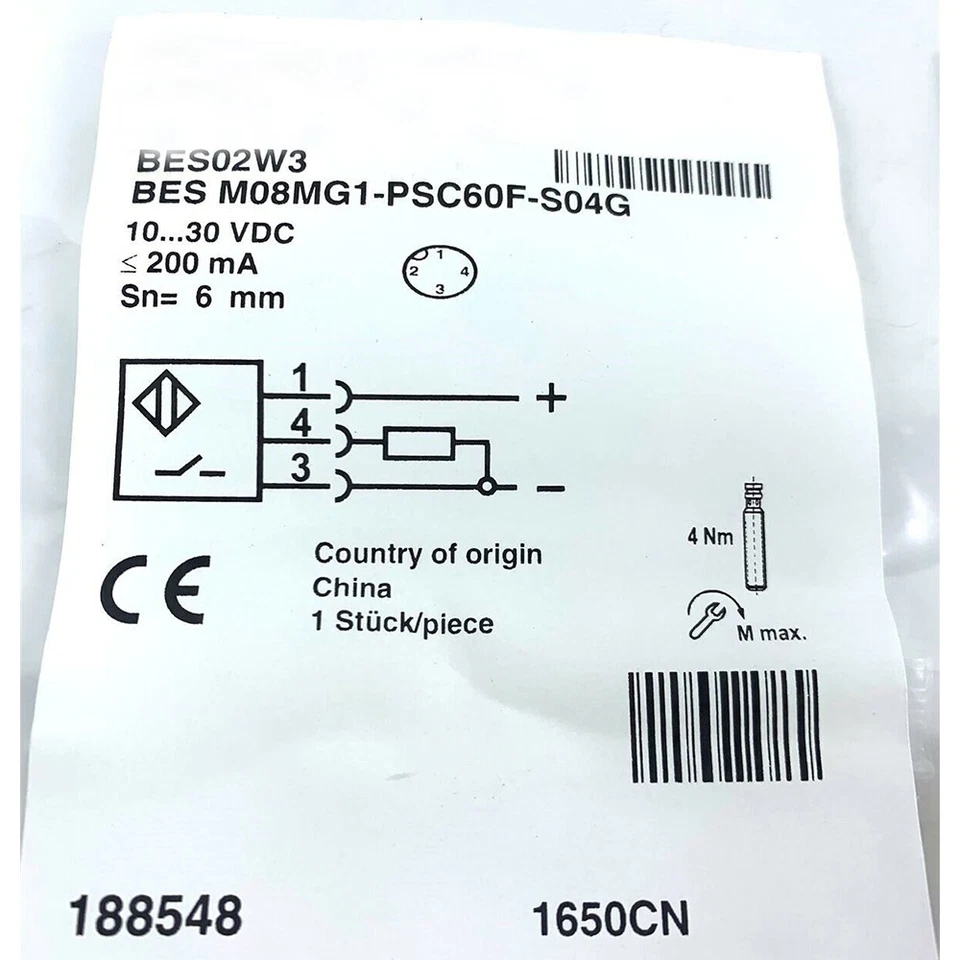 BES02W3
BES M08MG1-PSC60F-S04G
10...30 VDC
≤ 200 mA
Sn= 6 mm
1
2 4
3
1
+
4
3
−
4 Nm
M max.
CE
Country of origin
China
1 Stück/piece
188548
1650CN